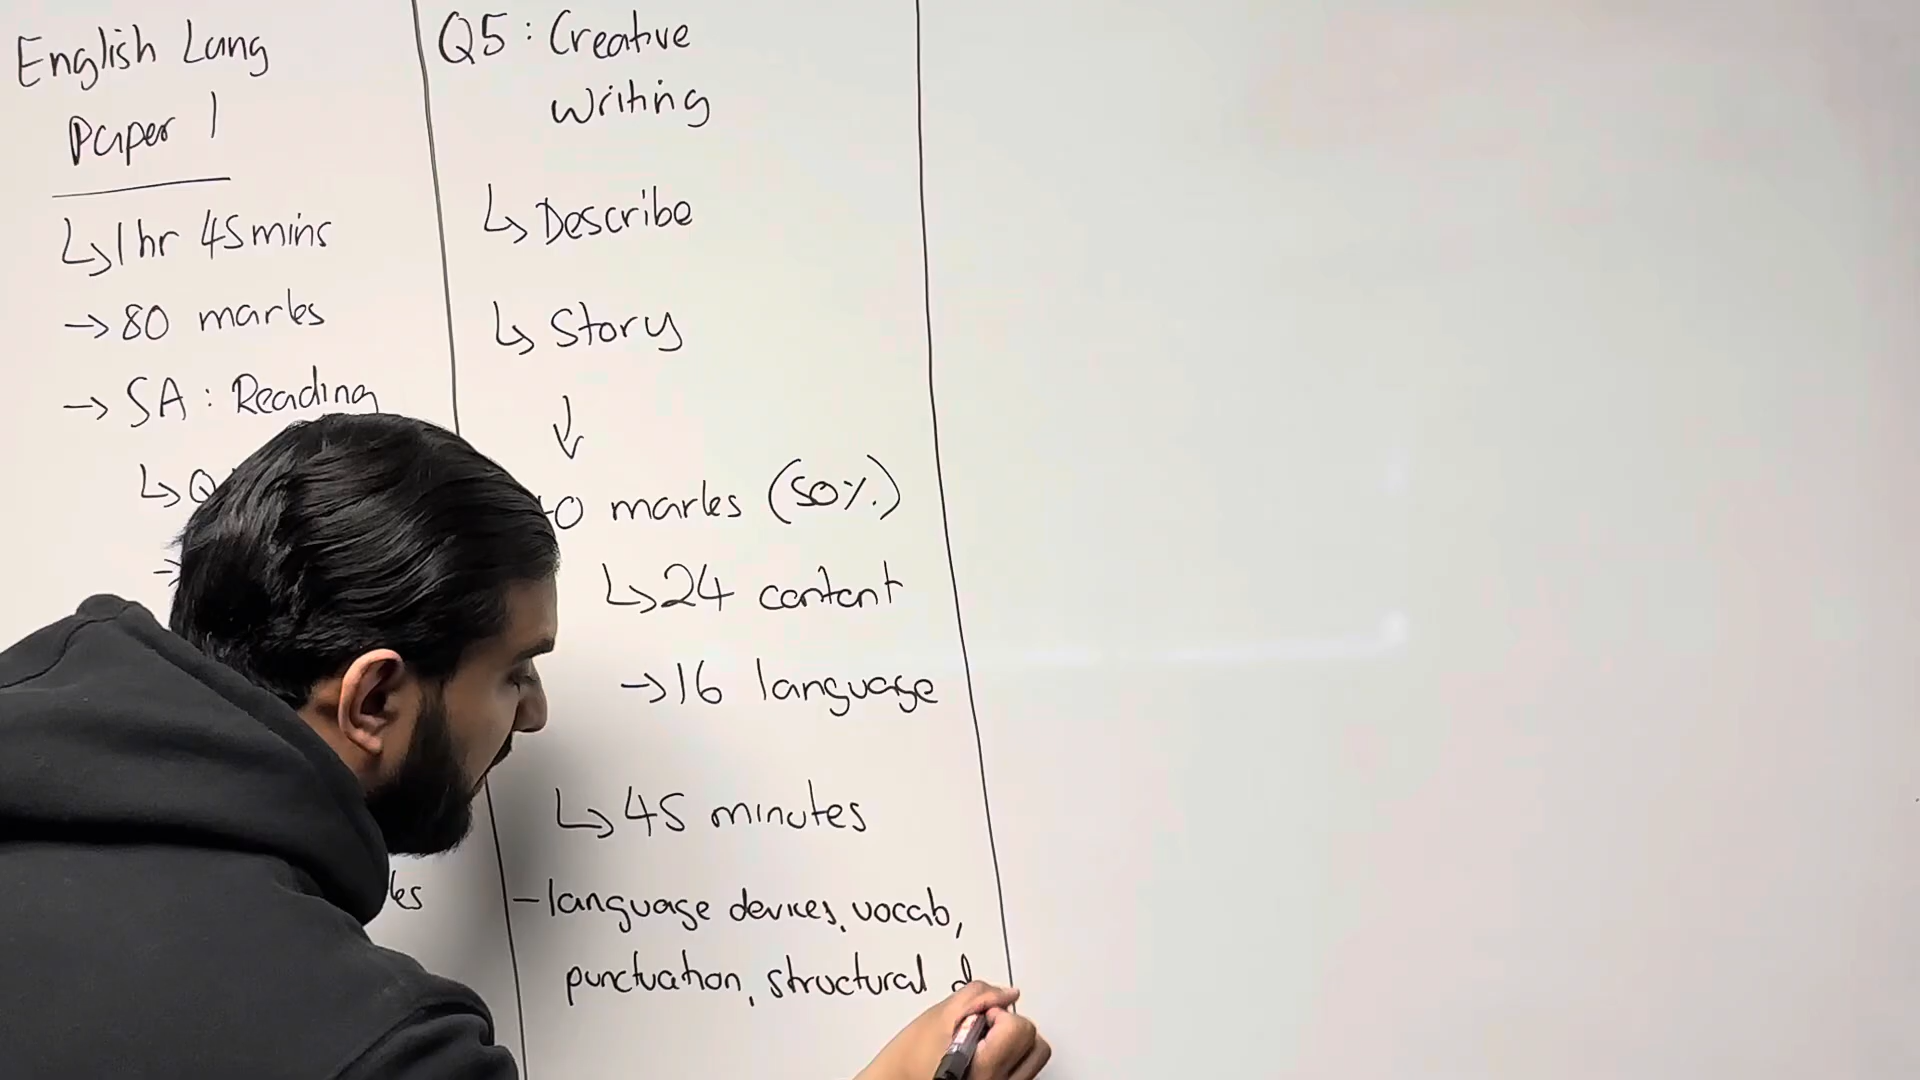 English Lang
Paper 1
↳ 1hr 45mins
→ 80 marks
→ SA: Reading
Q5: Creative
Writing
↳ Describe
↳ Story
↓
marks (50%)
↳ 24 content
→ 16 language
↳ 45 minutes
- language devices, vocab,
punctuation, structural